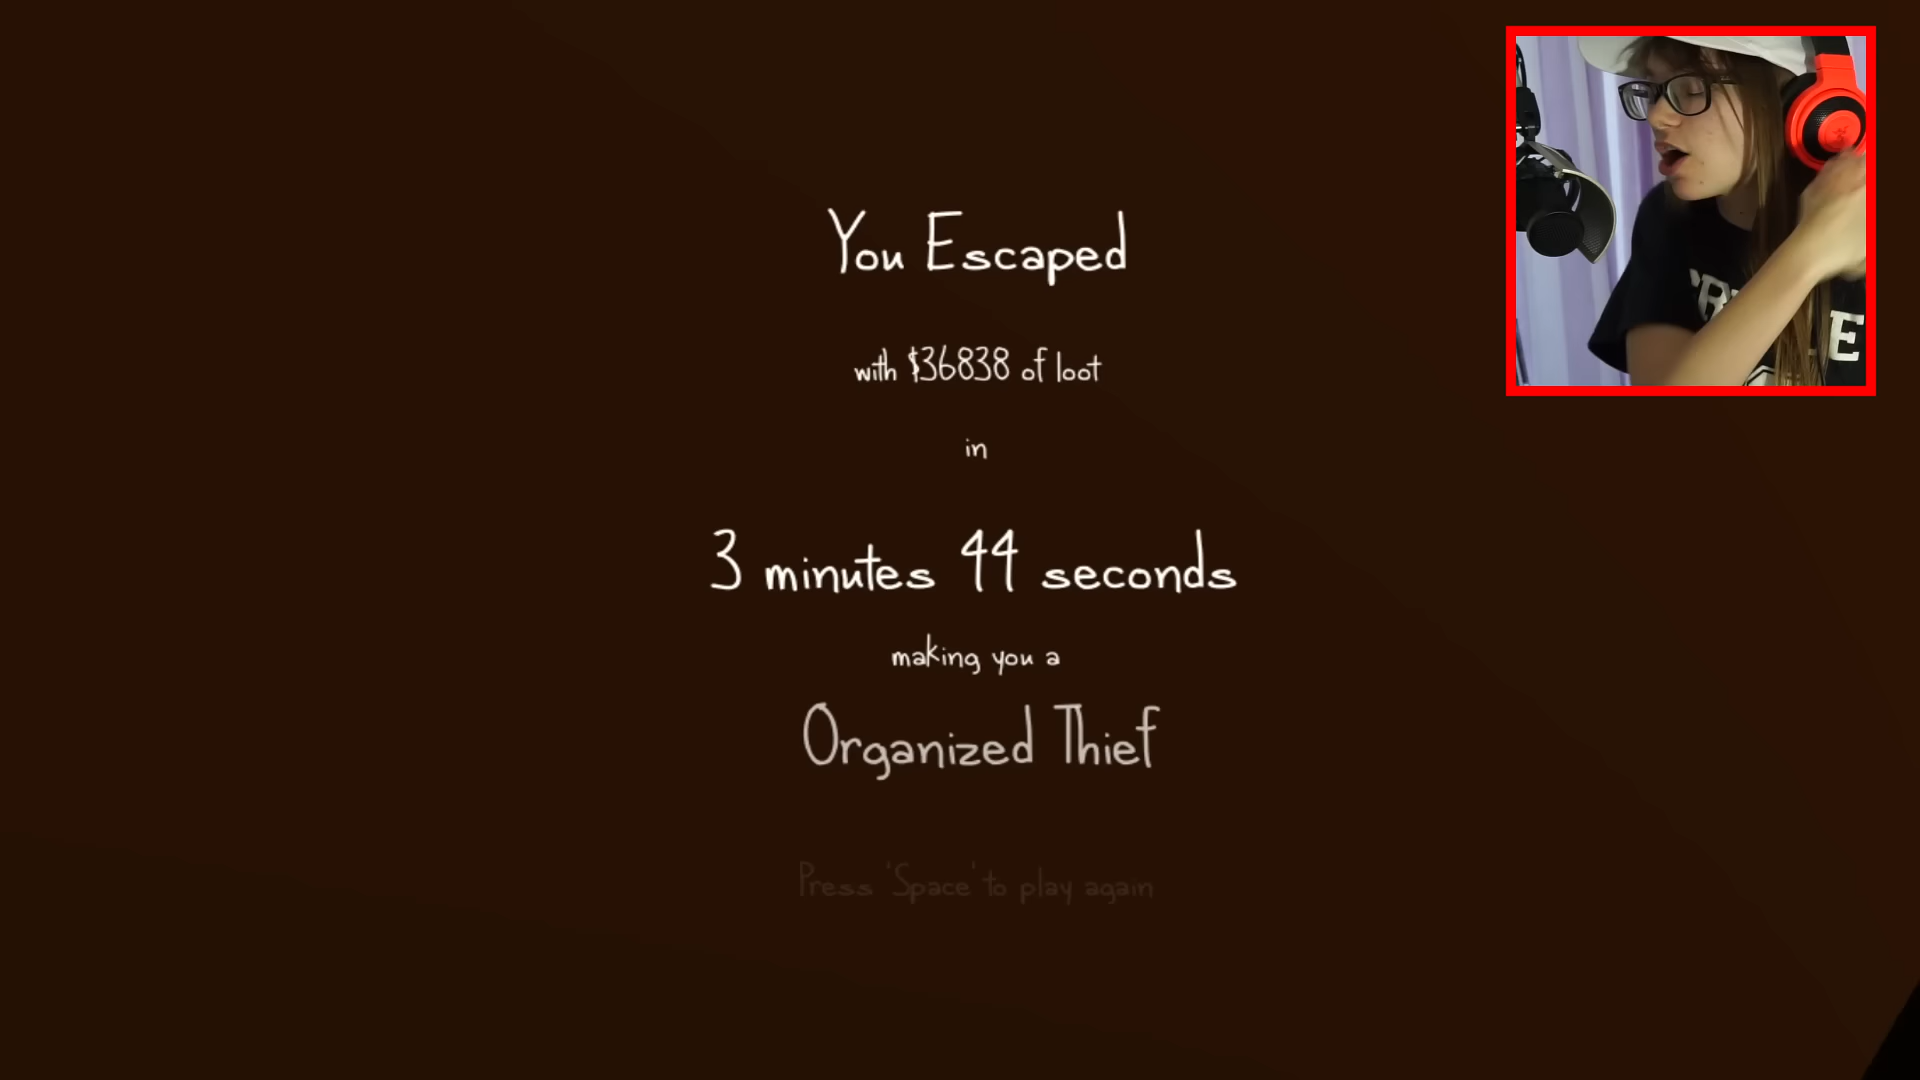 You Escaped
with $36838 of loot
in
3 minutes 44 seconds
making you a
Organized Thief
Press 'Space' to play again